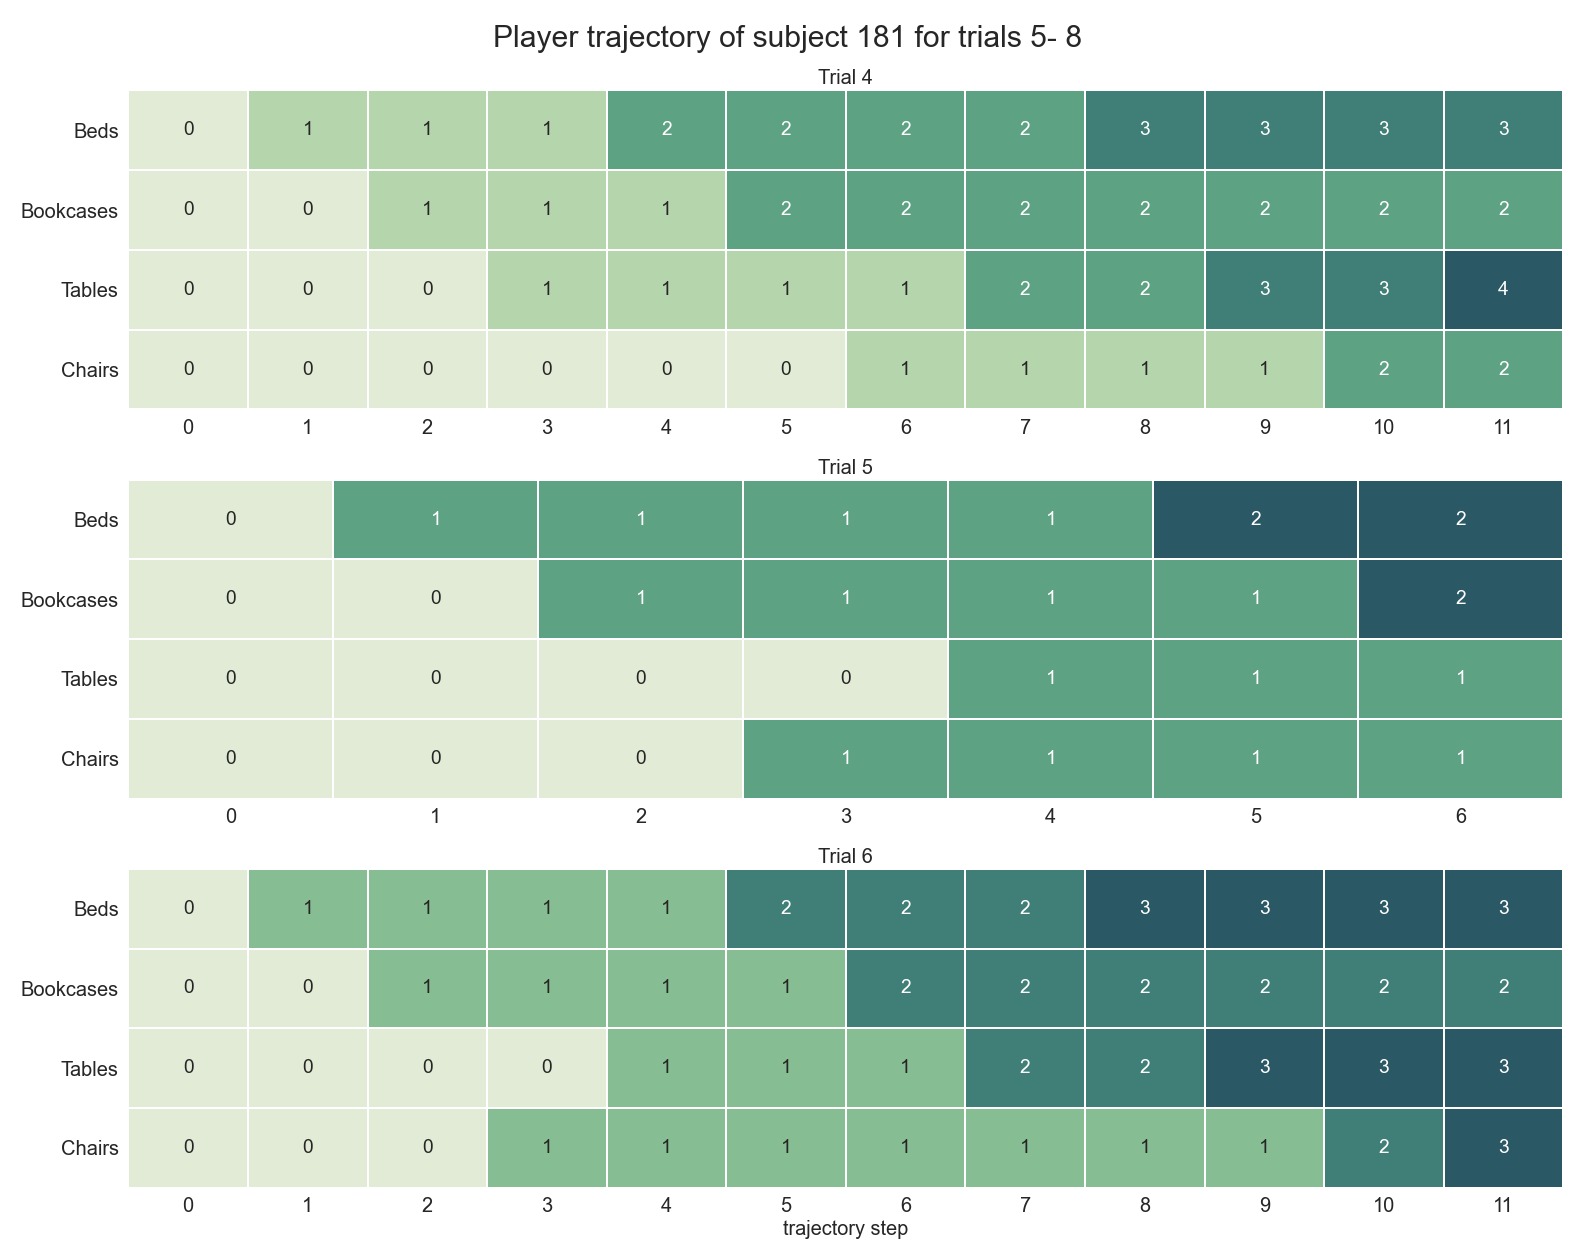 Player trajectory of subject 181 for trials 5- 8
Trial 4
Beds 0 1 1 1 2 2 2 2 3 3 3 3
Bookcases 0 0 1 1 1 2 2 2 2 2 2 2
Tables 0 0 0 1 1 1 1 2 2 3 3 4
Chairs 0 0 0 0 0 0 1 1 1 1 2 2
0 1 2 3 4 5 6 7 8 9 10 11
Trial 5
Beds 0 1 1 1 1 2 2
Bookcases 0 0 1 1 1 1 2
Tables 0 0 0 0 1 1 1
Chairs 0 0 0 1 1 1 1
0 1 2 3 4 5 6
Trial 6
Beds 0 1 1 1 1 2 2 2 3 3 3 3
Bookcases 0 0 1 1 1 1 2 2 2 2 2 2
Tables 0 0 0 0 1 1 1 2 2 3 3 3
Chairs 0 0 0 1 1 1 1 1 1 1 2 3
0 1 2 3 4 5 6 7 8 9 10 11
trajectory step